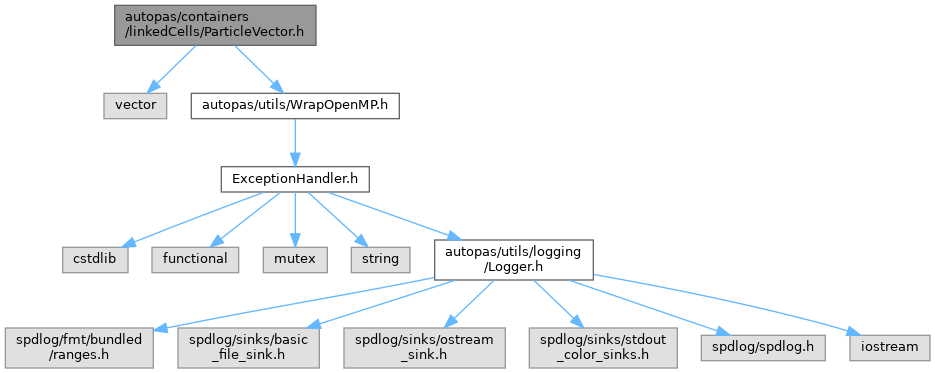 autopas/containers
/linkedCells/ParticleVector.h
vector
autopas/utils/WrapOpenMP.h
ExceptionHandler.h
cstdlib
functional
mutex
string
autopas/utils/logging
/Logger.h
spdlog/fmt/bundled
/ranges.h
spdlog/sinks/basic
_file_sink.h
spdlog/sinks/ostream
_sink.h
spdlog/sinks/stdout
_color_sinks.h
spdlog/spdlog.h
iostream